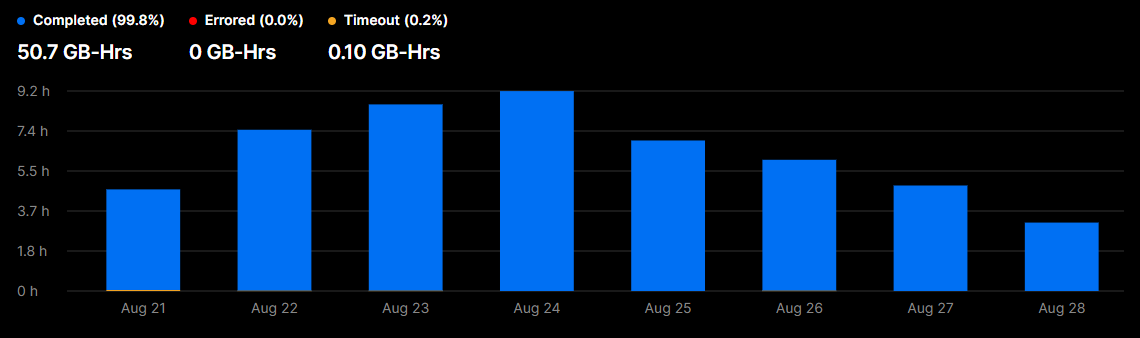 Completed (99.8%) Errored (0.0%) Timeout (0.2%)
50.7 GB-Hrs 0 GB-Hrs 0.10 GB-Hrs
9.2 h
7.4 h
5.5 h
3.7 h
1.8 h
0 h
Aug 21 Aug 22 Aug 23 Aug 24 Aug 25 Aug 26 Aug 27 Aug 28